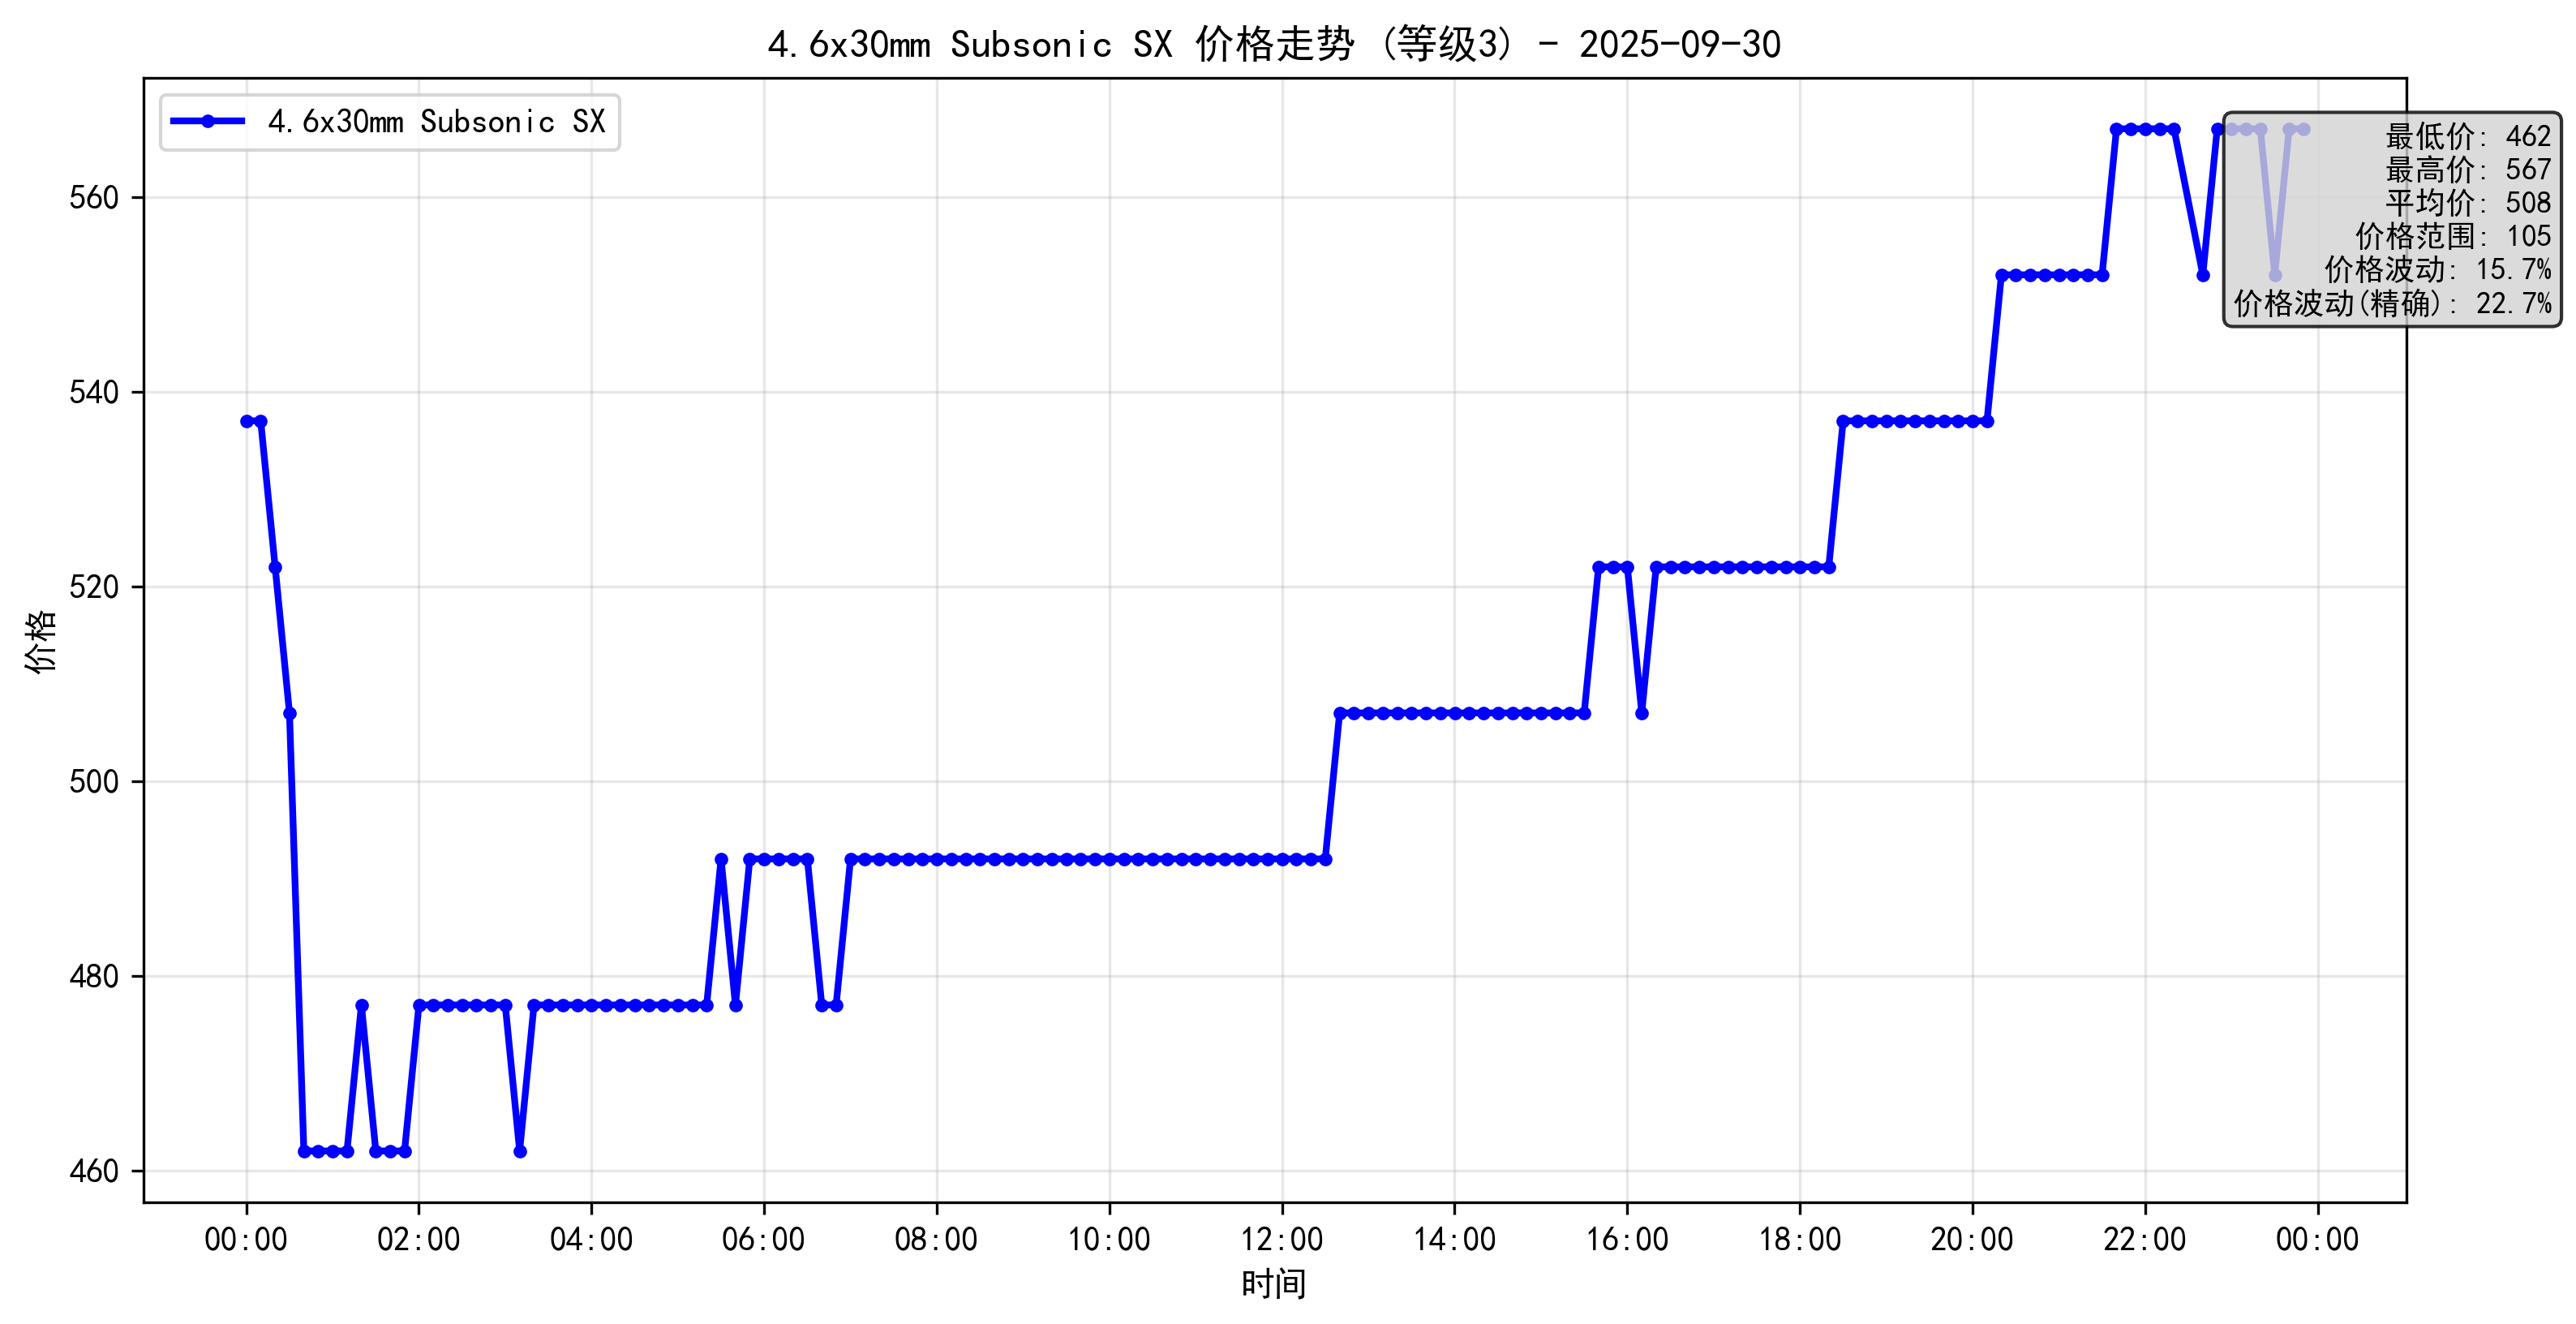 4.6x30mm Subsonic SX 价格走势 (等级3) - 2025-09-30
4.6x30mm Subsonic SX
最低价: 462
最高价: 567
平均价: 508
价格范围: 105
价格波动: 15.7%
价格波动(精确): 22.7%
560
540
520
500
480
460
价格
00:00 02:00 04:00 06:00 08:00 10:00 12:00 14:00 16:00 18:00 20:00 22:00 00:00
时间